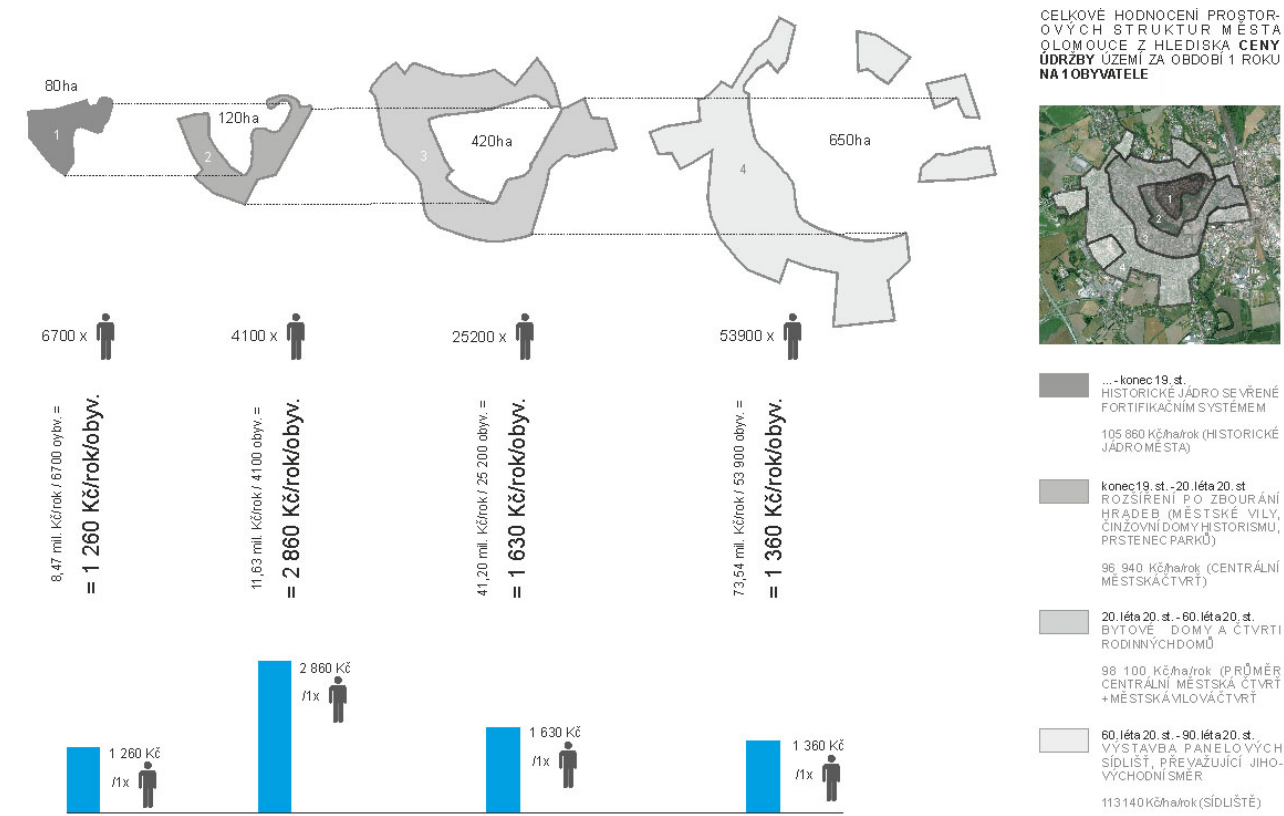 CELKOVÉ HODNOCENÍ PROSTOR-
OVÝCH STRUKTUR MĚSTA
OLOMOUCE Z HLEDISKA CENY
ÚDRŽBY ÚZEMÍ ZA OBDOBÍ 1 ROKU
NA 1 OBYVATELE
80ha
1
120ha
2
420ha
3
650ha
4
1
2
4
6700 x
4100 x
25200 x
53900 x
8,47 mil. Kč/rok / 6700 oybv. =
= 1 260 Kč/rok/obyv.
11,63 mil. Kč/rok / 4100 obyv. =
= 2 860 Kč/rok/obyv.
41,20 mil. Kč/rok / 25 200 obyv. =
= 1 630 Kč/rok/obyv.
73,54 mil. Kč/rok / 53 900 obyv. =
= 1 360 Kč/rok/obyv.
1 260 Kč
/1x
2 860 Kč
/1x
1 630 Kč
/1x
1 360 Kč
/1x
...- konec 19. st.
HISTORICKÉ JÁDRO SEVŘENÉ
FORTIFIKAČNÍM SYSTÉMEM
105 860 Kč/ha/rok (HISTORICKÉ
JÁDRO MĚSTA)
konec 19. st. - 20. léta 20. st
ROZŠÍŘENÍ PO ZBOURÁNÍ
HRADEB (MĚSTSKÉ VILY,
ČINŽOVNÍ DOMY HISTORISMU,
PRSTENEC PARKŮ)
96 940 Kč/ha/rok (CENTRÁLNÍ
MĚSTSKÁ ČTVRŤ)
20. léta 20. st. - 60. léta 20. st.
BYTOVÉ DOMY A ČTVRTI
RODINNÝCH DOMŮ
98 100 Kč/ha/rok (PRŮMĚR
CENTRÁLNÍ MĚSTSKÁ ČTVRŤ
+ MĚSTSKÁ VILOVÁ ČTVRŤ
60. léta 20. st. - 90. léta 20. st.
VÝSTAVBA PANELOVÝCH
SÍDLIŠŤ, PŘEVAŽUJÍCÍ JIHO-
VÝCHODNÍ SMĚR
113 140 Kč/ha/rok (SÍDLIŠTĚ)